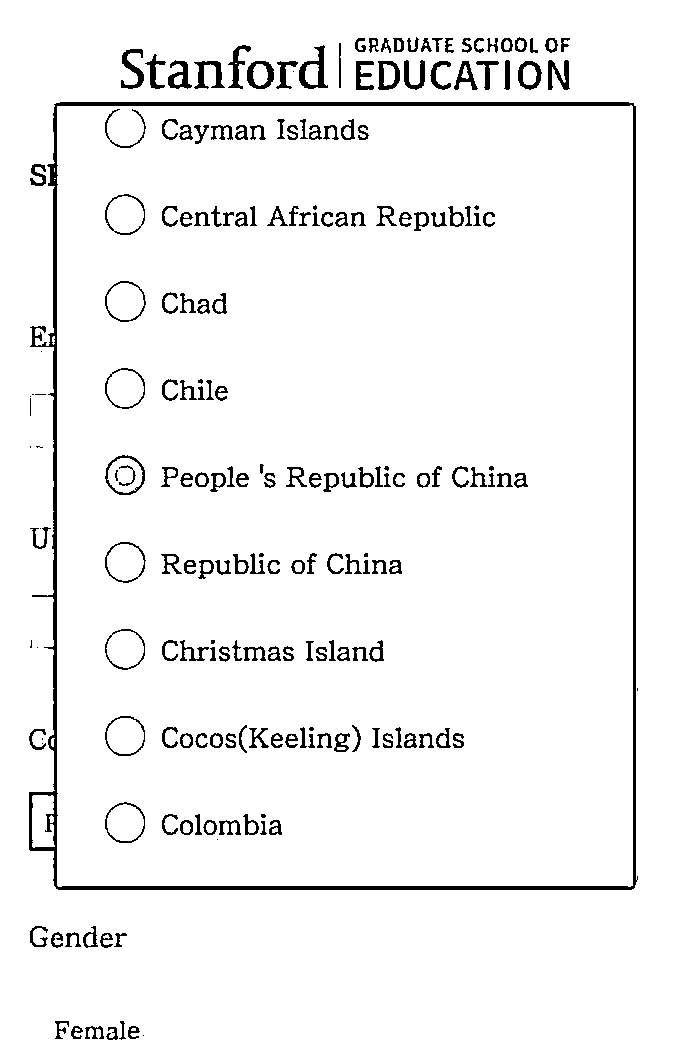 Stanford GRADUATE SCHOOL OF
EDUCATION
Cayman Islands
Central African Republic
Chad
Chile
People 's Republic of China
Republic of China
Christmas Island
Cocos(Keeling) Islands
Colombia
Gender
Female